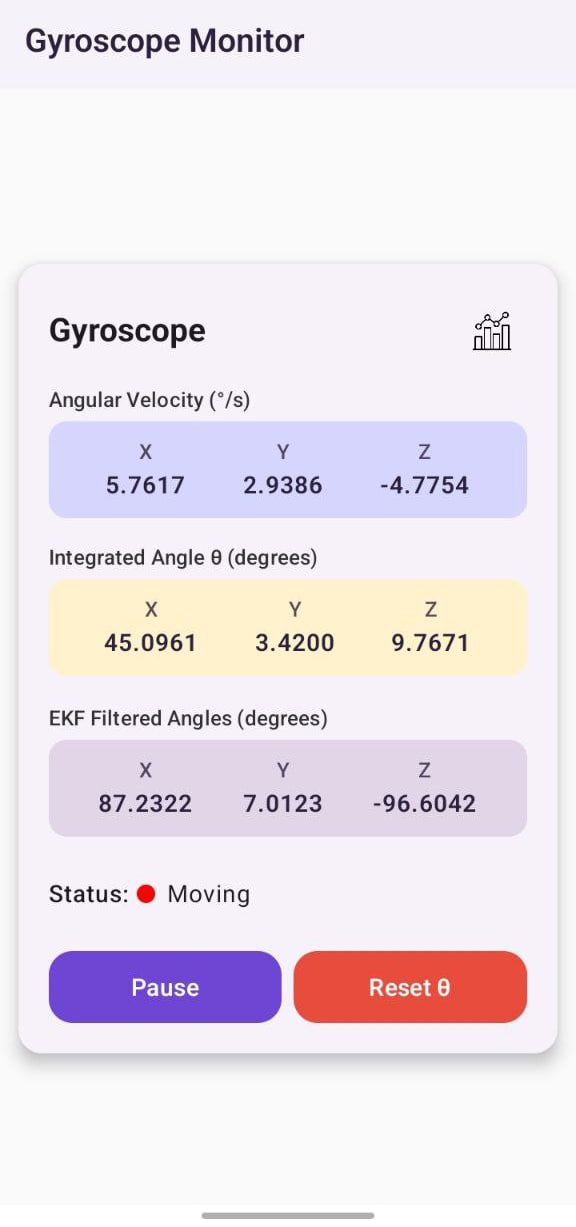 Gyroscope Monitor
Gyroscope
Angular Velocity (°/s)
X Y Z
5.7617 2.9386 -4.7754
Integrated Angle θ (degrees)
X Y Z
45.0961 3.4200 9.7671
EKF Filtered Angles (degrees)
X Y Z
87.2322 7.0123 -96.6042
Status: Moving
Pause Reset θ